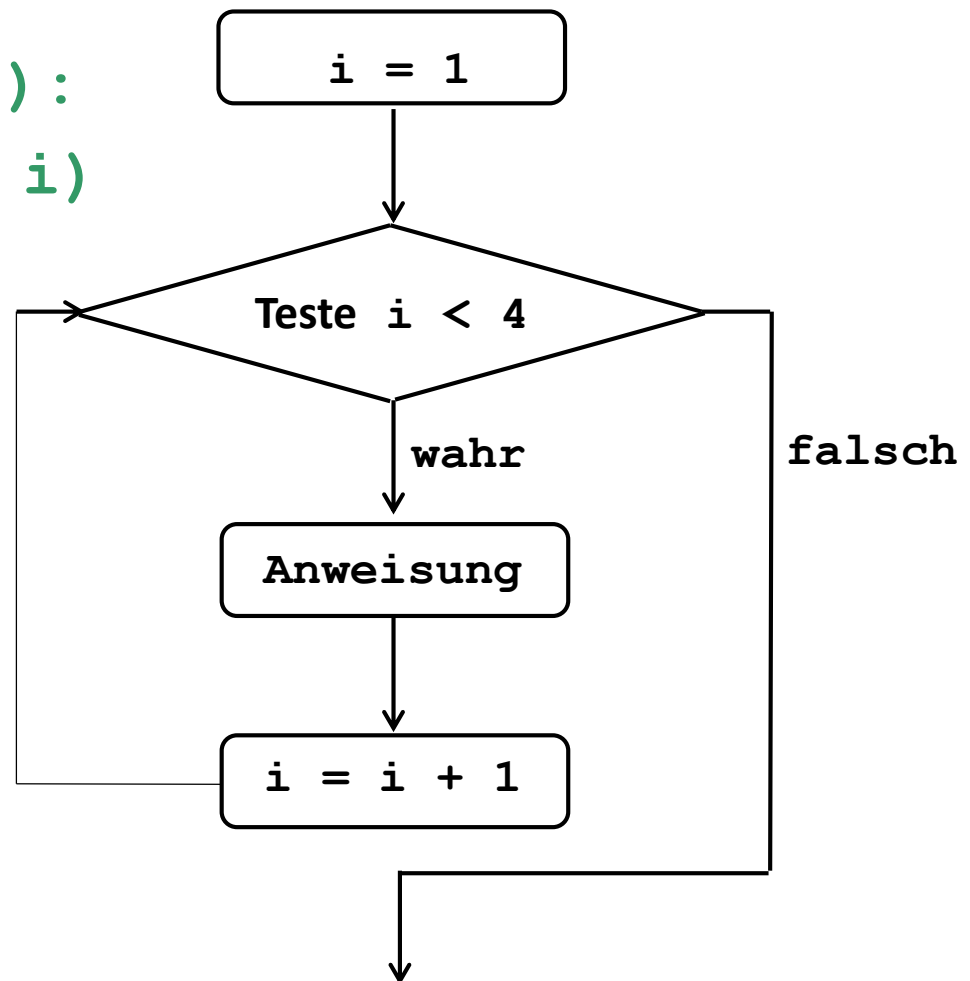 ):
i)
i = 1
Teste i < 4
wahr
falsch
Anweisung
i = i + 1